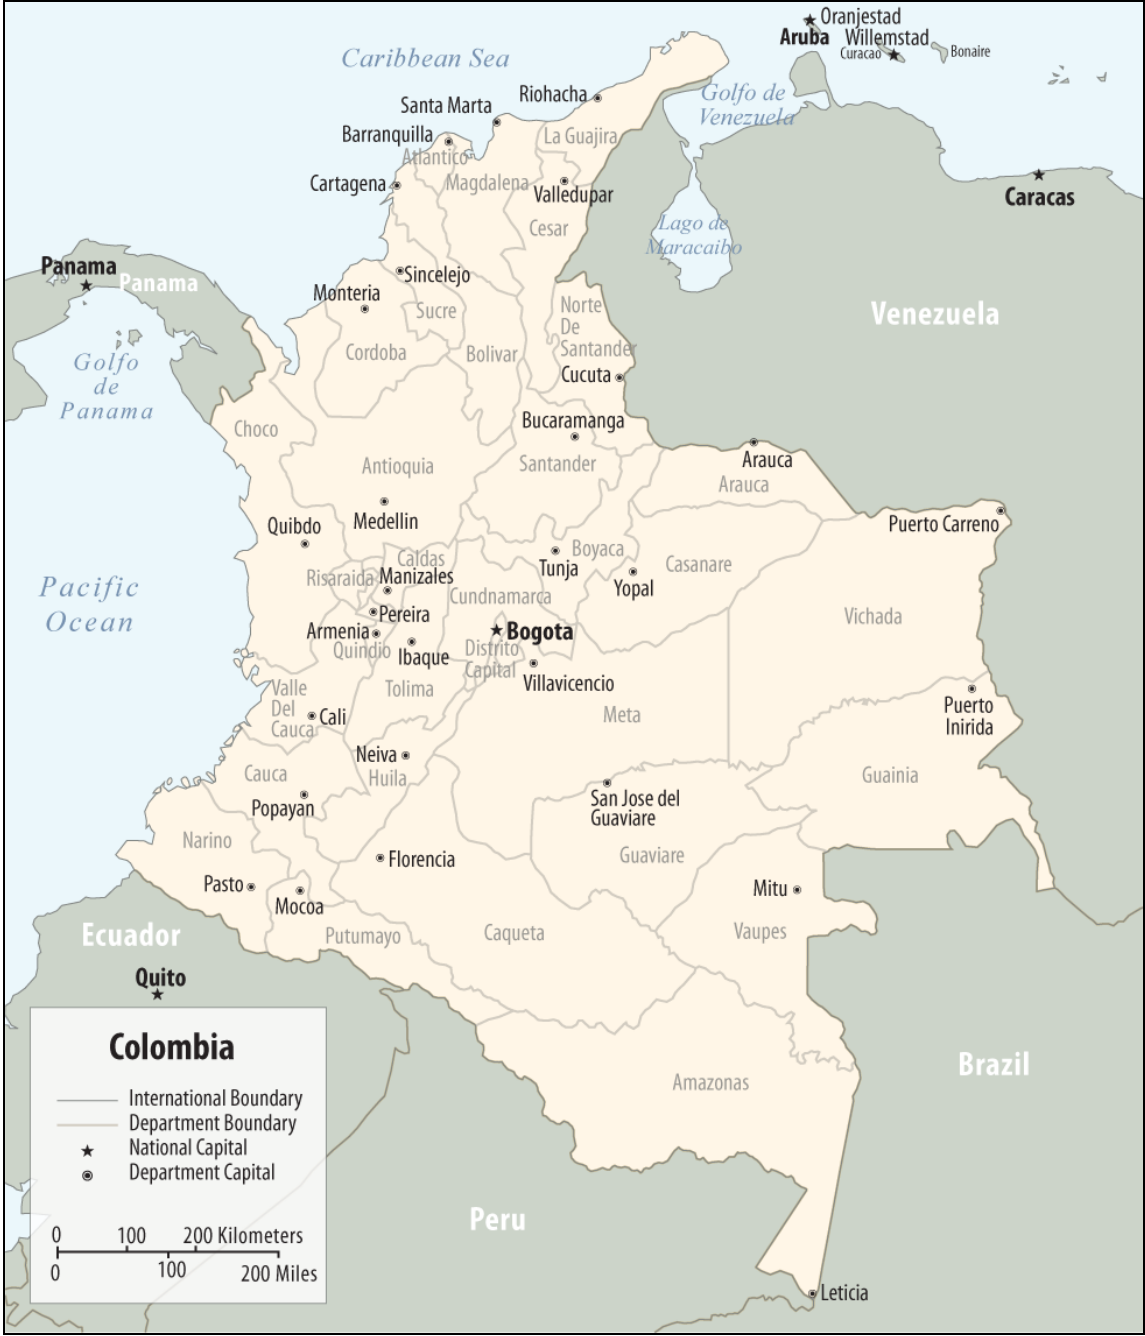 Oranjestad
Aruba
Willemstad
Curacao
Bonaire
Caribbean Sea
Riohacha
Golfo de
Venezuela
Santa Marta
Barranquilla
La Guajira
Atlantico
Cartagena
Magdalena
Valledupar
Caracas
Cesar
Lago de
Maracaibo
Panama
Panama
Sincelejo
Monteria
Sucre
Norte
De
Santander
Venezuela
Cordoba
Bolivar
Golfo
de
Panama
Cucuta
Choco
Bucaramanga
Antioquia
Santander
Arauca
Arauca
Medellin
Quibdo
Puerto Carreno
Caldas
Boyaca
Tunja
Casanare
Risaraida
Manizales
Yopal
Pacific
Ocean
Cundnamarca
Pereira
Vichada
Armenia
Bogota
Quindio
Ibaque
Distrito
Capital
Villavicencio
Valle
Del
Cauca
Tolima
Cali
Meta
Puerto
Inirida
Neiva
Huila
Cauca
Guainia
Popayan
San Jose del
Guaviare
Narino
Florencia
Guaviare
Pasto
Mocoa
Mitu
Ecuador
Putumayo
Caqueta
Vaupes
Quito
Colombia
International Boundary
Department Boundary
National Capital
Department Capital
0 100 200 Kilometers
0 100 200 Miles
Amazonas
Brazil
Peru
Leticia